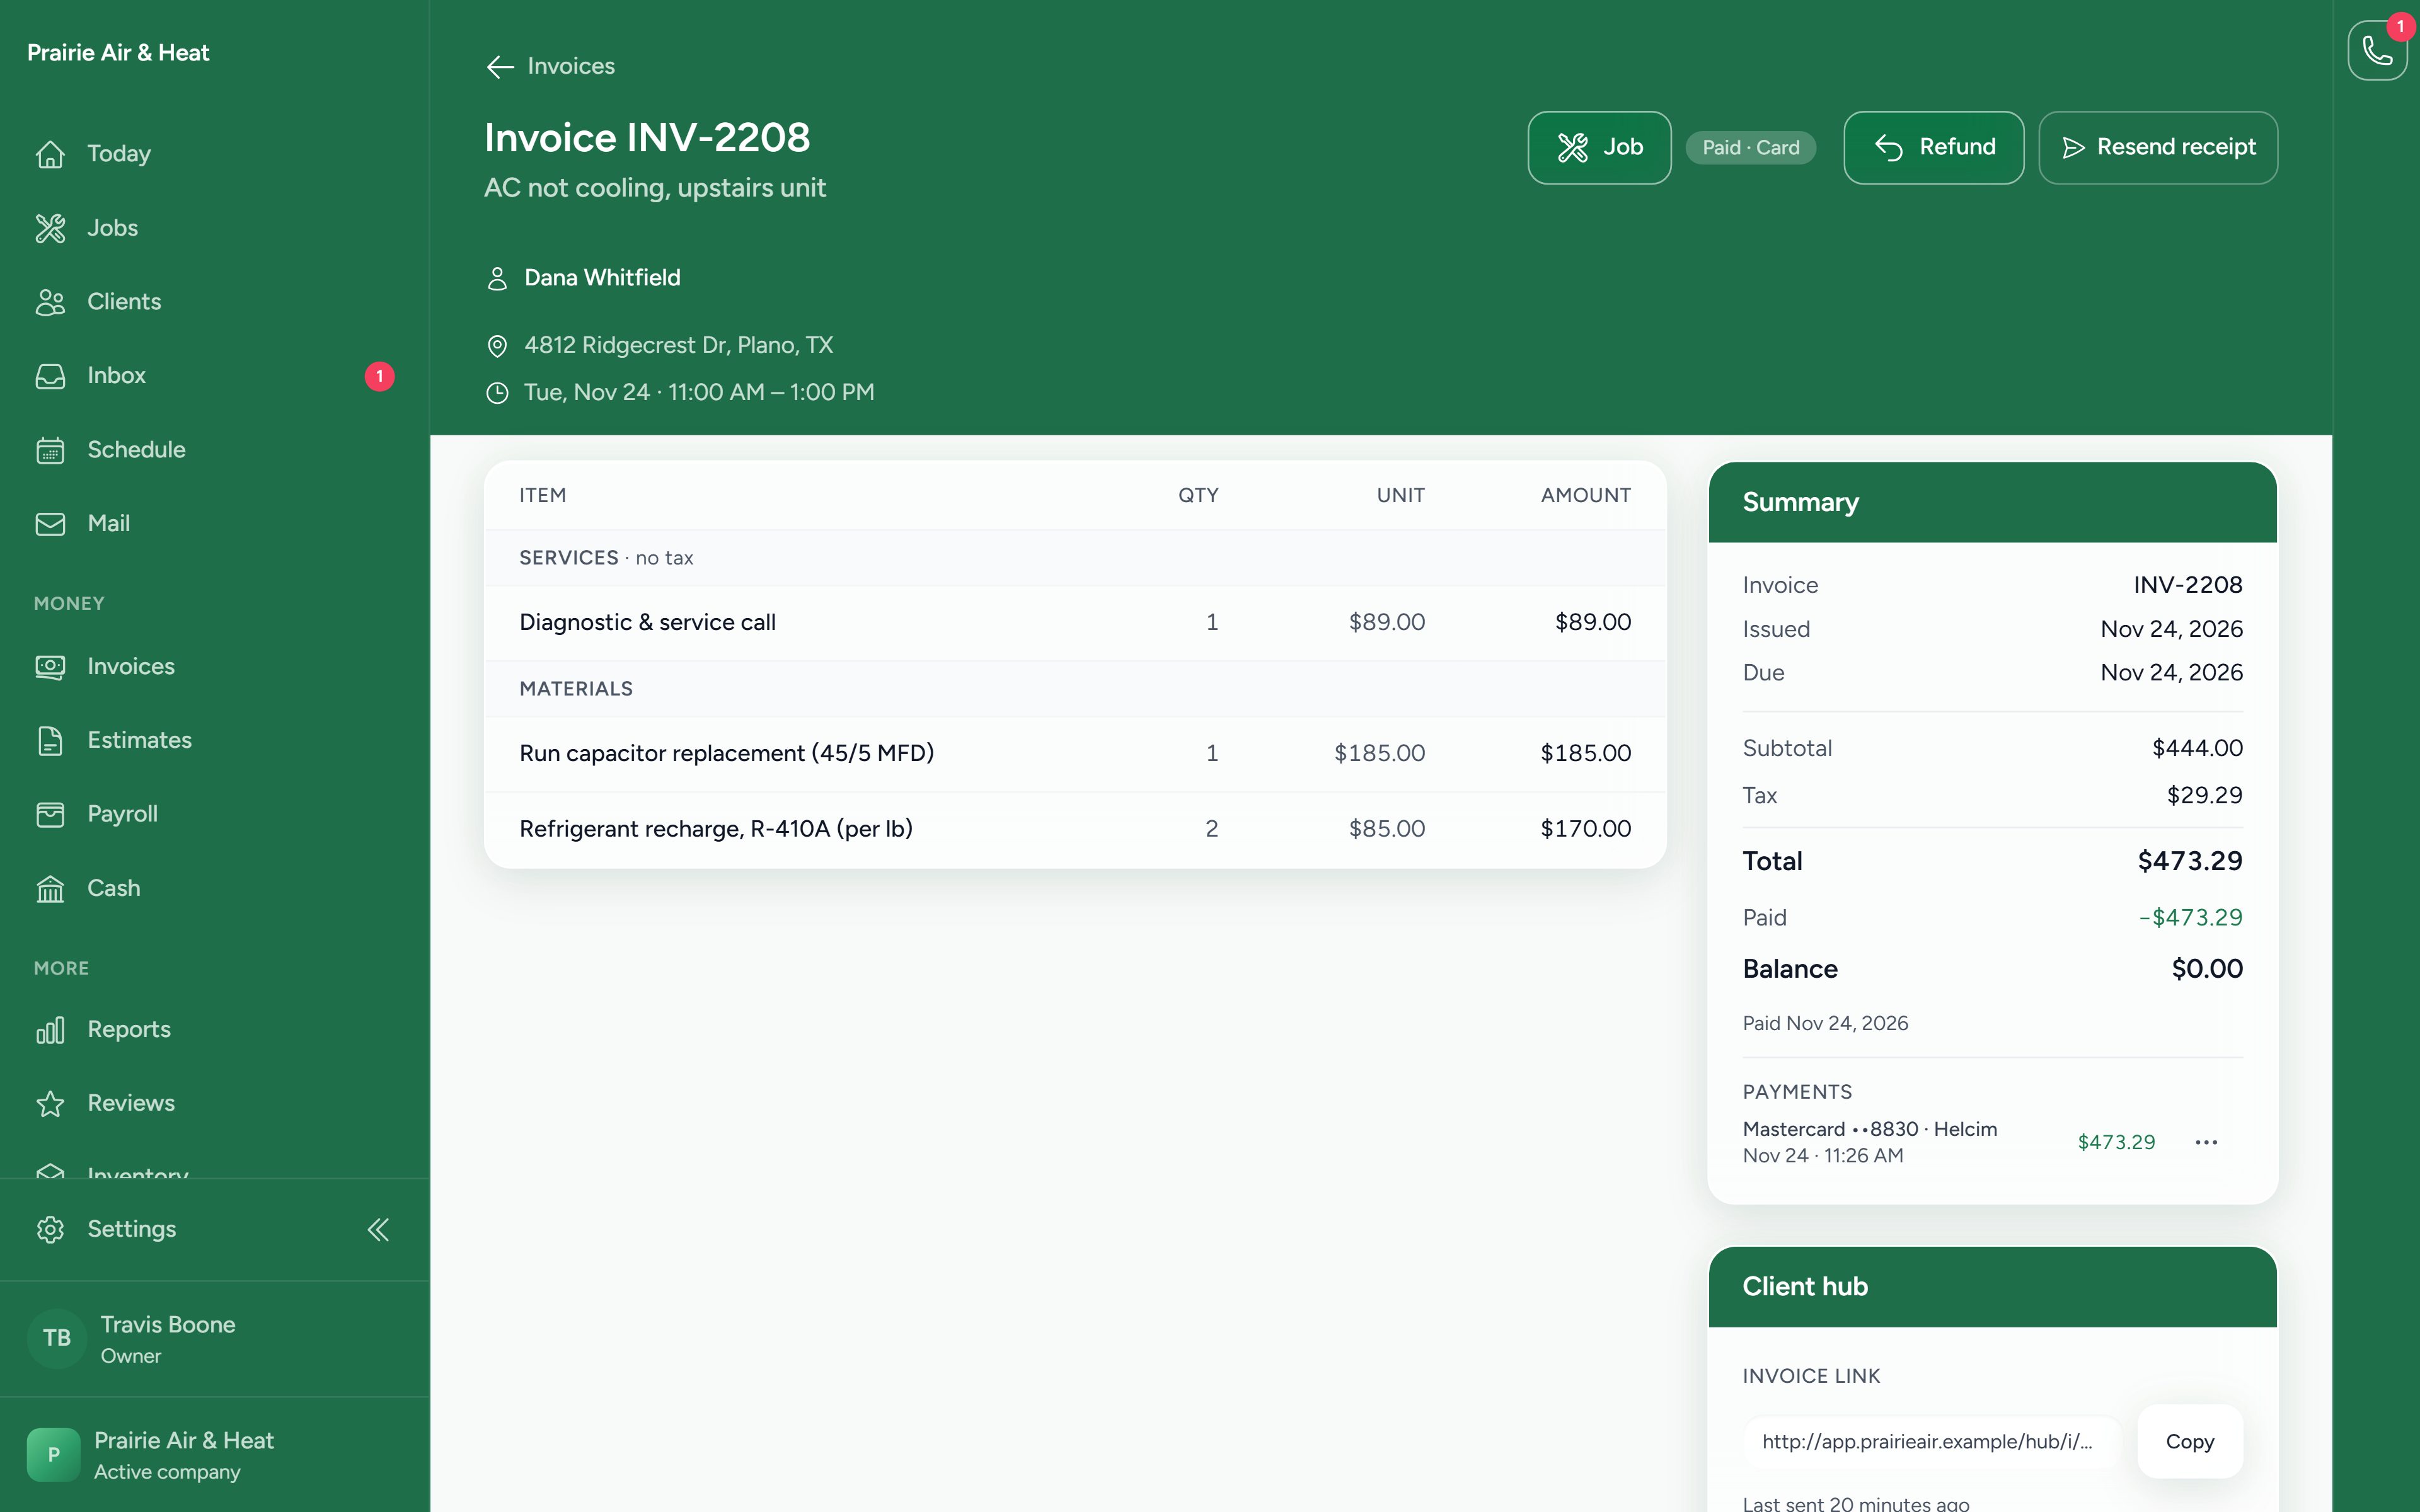 Prairie Air & Heat
Today
Jobs
Clients
Inbox 1
Schedule
Mail
MONEY
Invoices
Estimates
Payroll
Cash
MORE
Reports
Reviews
Inventory
Settings
TB
Travis Boone
Owner
P
Prairie Air & Heat
Active company
Invoices
Invoice INV-2208
AC not cooling, upstairs unit
Job
Paid · Card
Refund
Resend receipt
1
Dana Whitfield
4812 Ridgecrest Dr, Plano, TX
Tue, Nov 24 · 11:00 AM – 1:00 PM
ITEM QTY UNIT AMOUNT
SERVICES · no tax
Diagnostic & service call 1 $89.00 $89.00
MATERIALS
Run capacitor replacement (45/5 MFD) 1 $185.00 $185.00
Refrigerant recharge, R-410A (per lb) 2 $85.00 $170.00
Summary
Invoice INV-2208
Issued Nov 24, 2026
Due Nov 24, 2026
Subtotal $444.00
Tax $29.29
Total $473.29
Paid −$473.29
Balance $0.00
Paid Nov 24, 2026
PAYMENTS
Mastercard ••8830 · Helcim
Nov 24 · 11:26 AM
$473.29
Client hub
INVOICE LINK
http://app.prairieair.example/hub/i/...
Copy
Last sent 20 minutes ago